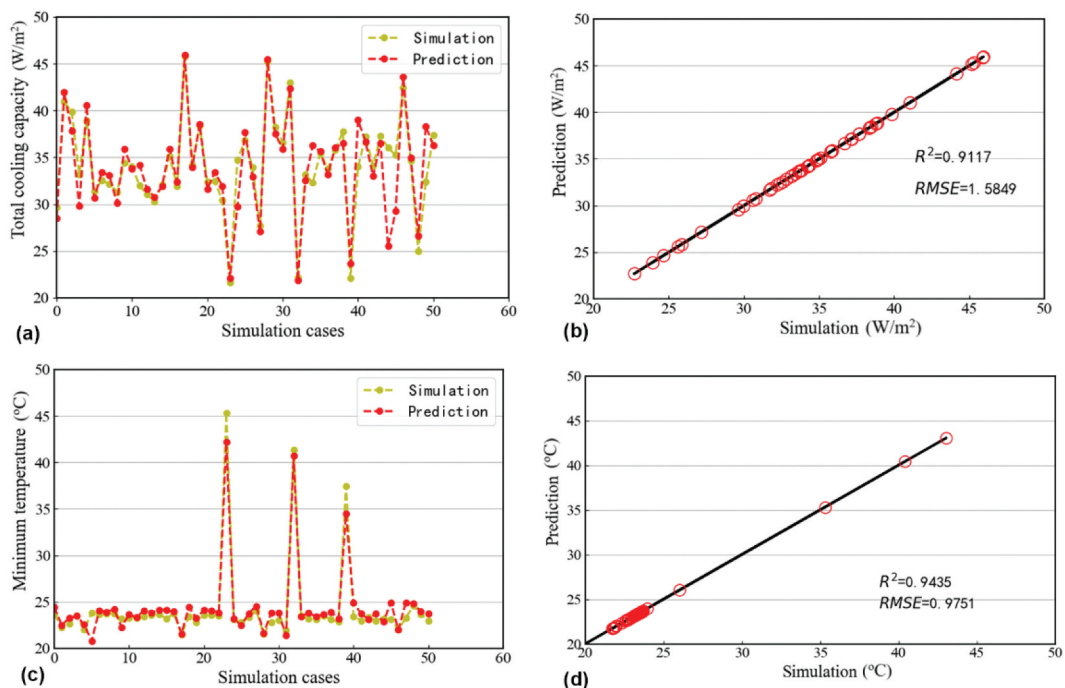 50
45
40
35
30
25
20
Total cooling capacity (W/m²)
Simulation
Prediction
0
10
20
30
40
50
60
Simulation cases
(a)
50
45
40
35
30
25
20
Prediction (W/m²)
R²=0.9117
RMSE=1.5849
20
25
30
35
40
45
50
Simulation (W/m²)
(b)
50
45
40
35
30
25
20
15
Minimum temperature (ºC)
Simulation
Prediction
0
10
20
30
40
50
60
Simulation cases
(c)
50
45
40
35
30
25
20
Prediction (ºC)
R²=0.9435
RMSE=0.9751
20
25
30
35
40
45
50
Simulation (ºC)
(d)